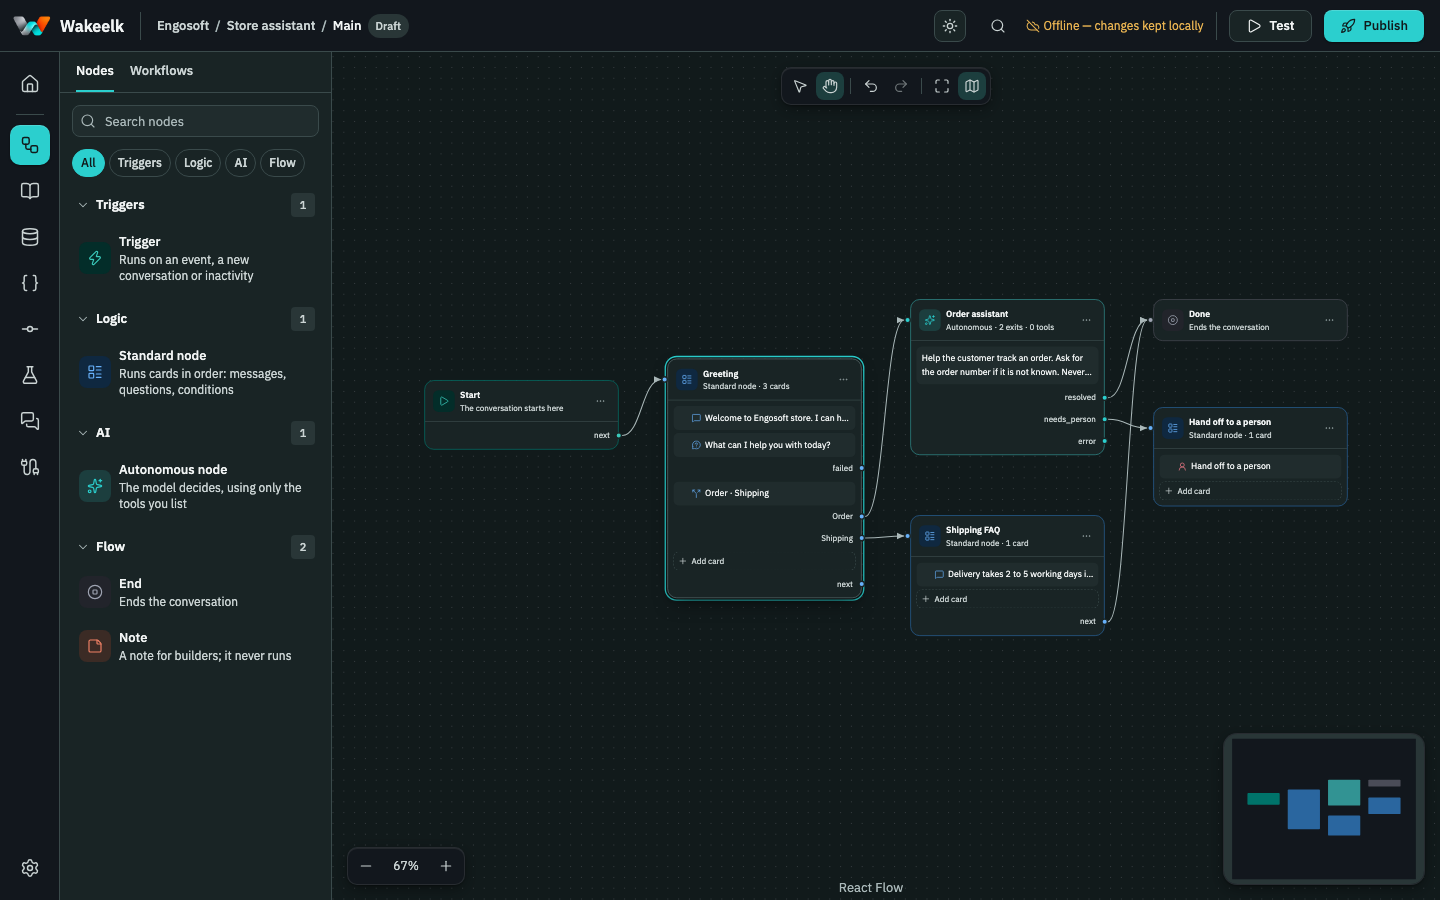 Wakeelk
Engosoft / Store assistant / Main
Draft
Offline — changes kept locally
Test
Publish
Nodes
Workflows
Search nodes
All
Triggers
Logic
AI
Flow
Triggers
1
Trigger
Runs on an event, a new
conversation or inactivity
Logic
1
Standard node
Runs cards in order: messages,
questions, conditions
AI
1
Autonomous node
The model decides, using only the
tools you list
Flow
2
End
Ends the conversation
Note
A note for builders; it never runs
Start
The conversation starts here
next
Greeting
Standard node · 3 cards
Welcome to Engosoft store. I can h...
What can I help you with today?
failed
Order · Shipping
Order
Shipping
Add card
next
Order assistant
Autonomous · 2 exits · 0 tools
Help the customer track an order. Ask for
the order number if it is not known. Never...
resolved
needs_person
error
Shipping FAQ
Standard node · 1 card
Delivery takes 2 to 5 working days i...
Add card
next
Done
Ends the conversation
Hand off to a person
Standard node · 1 card
Hand off to a person
Add card
67%
React Flow